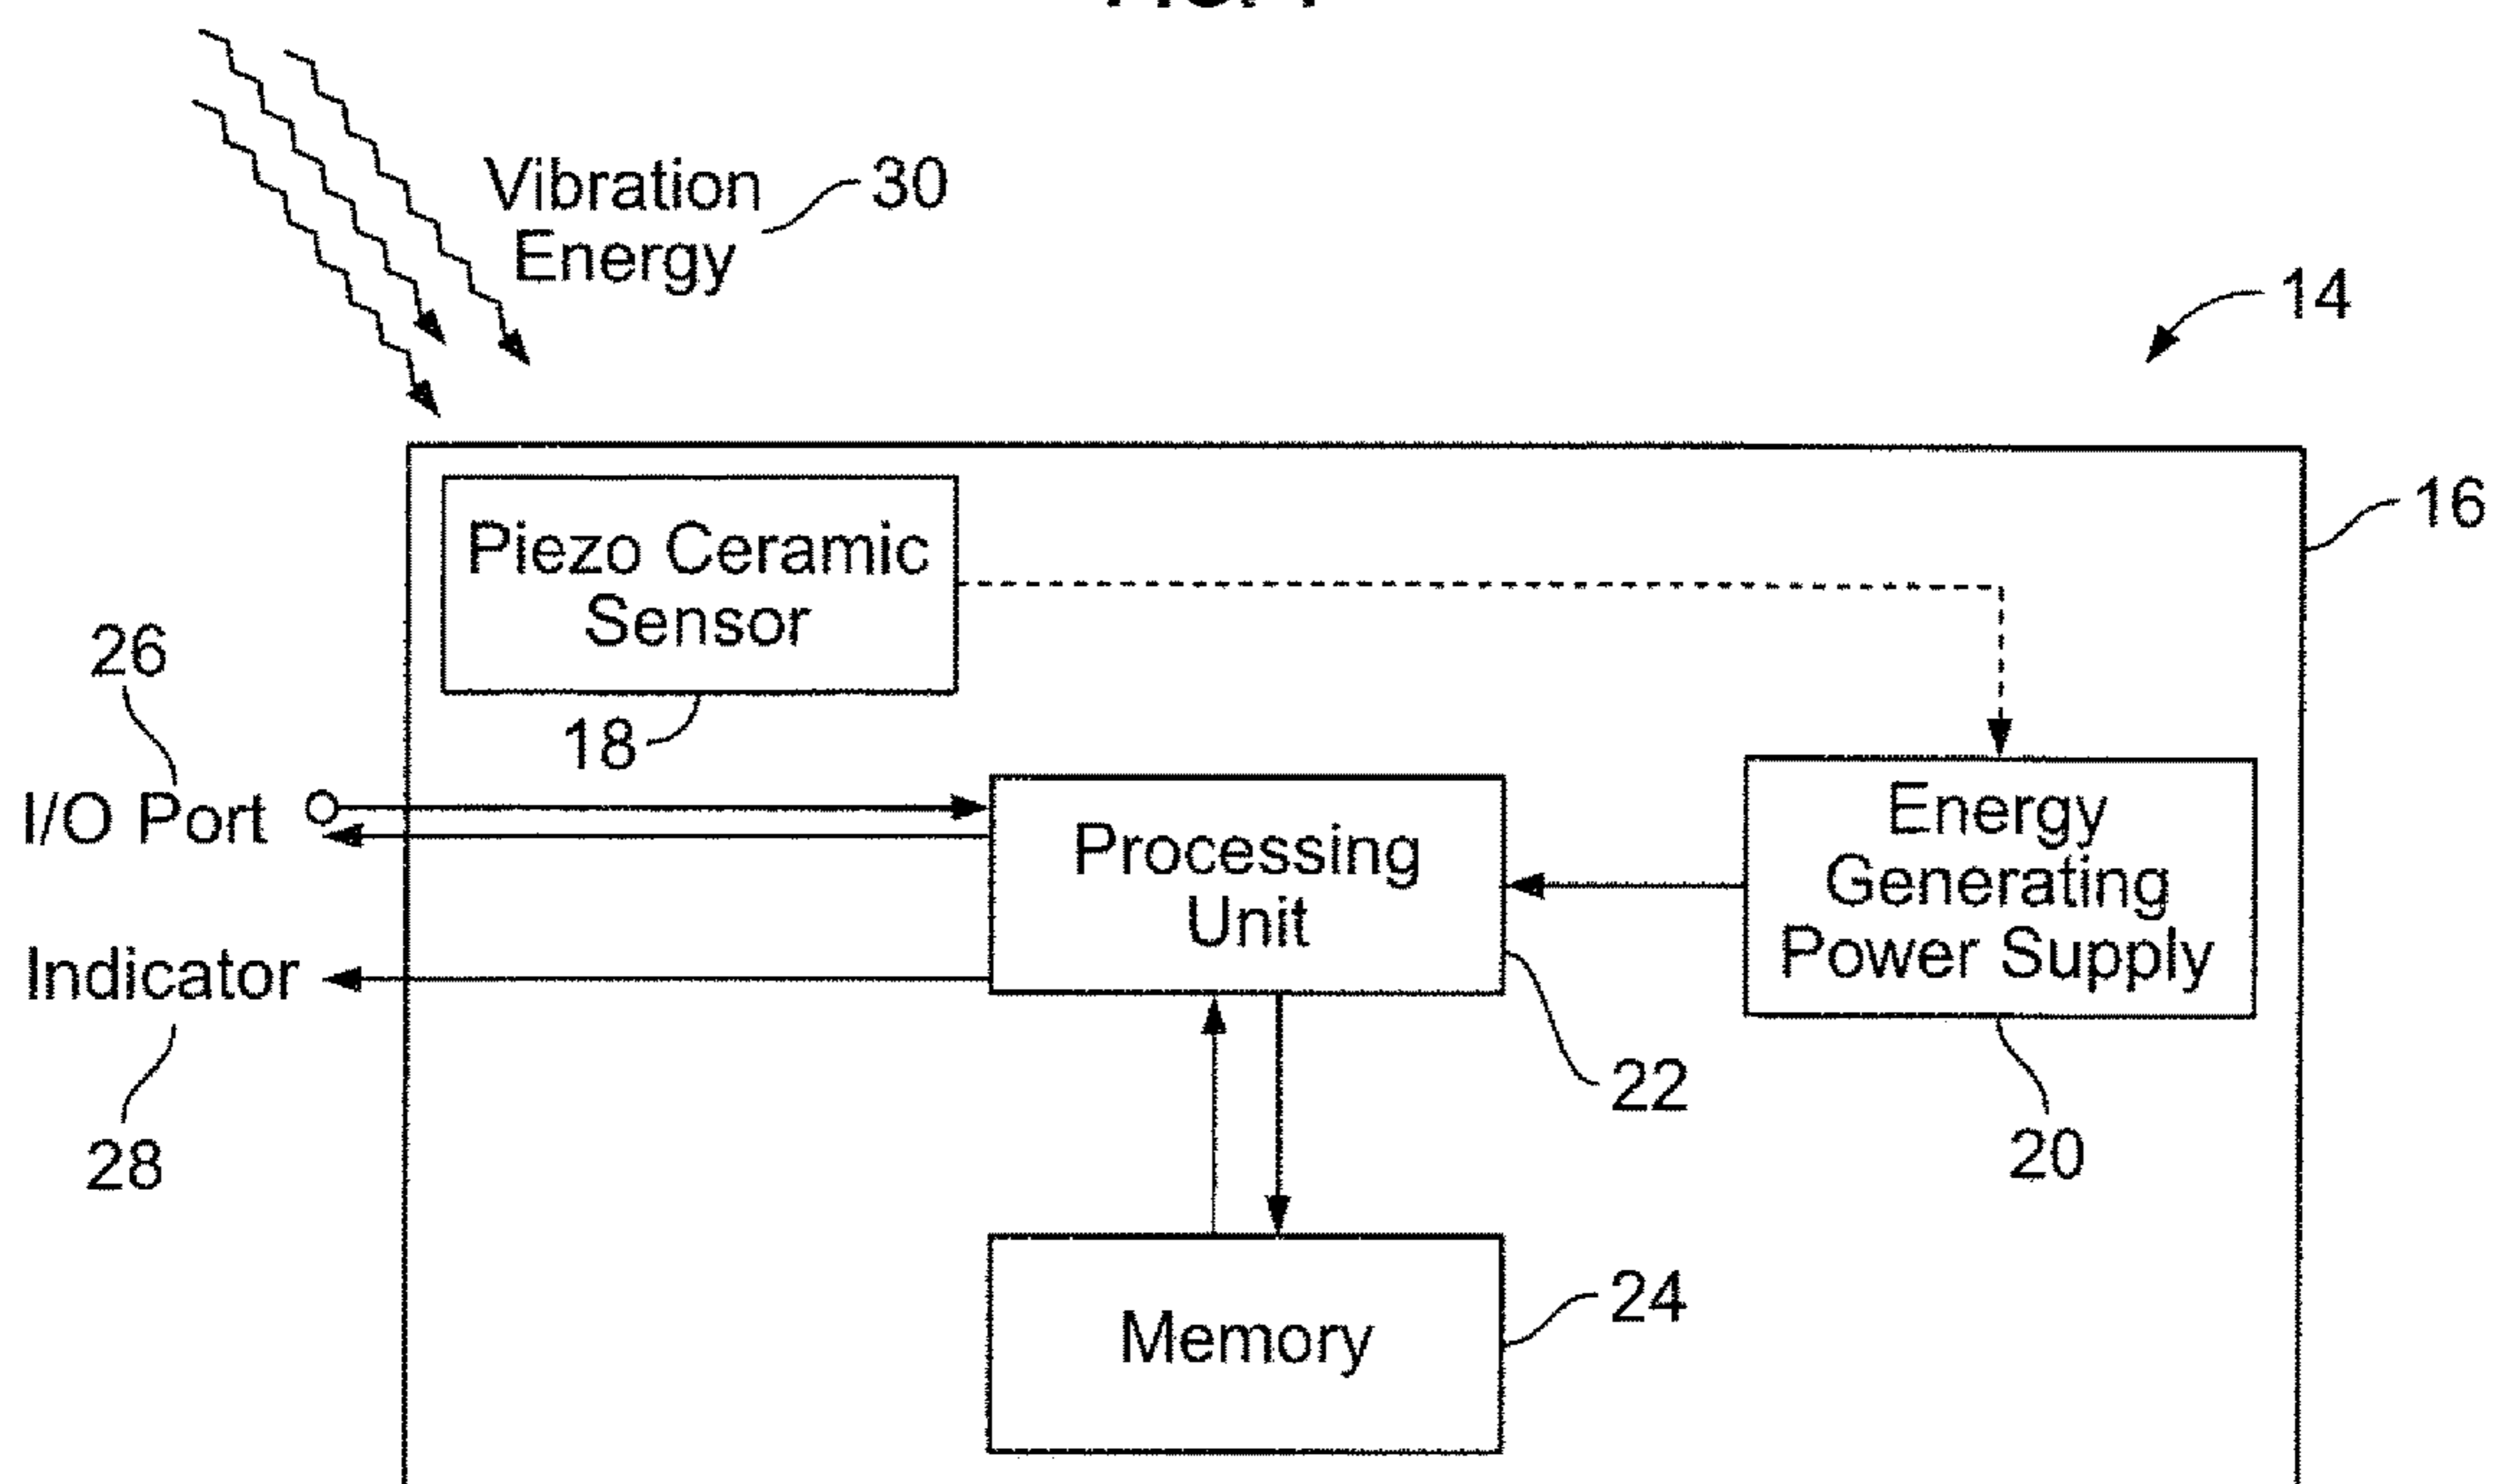 Vibration
Energy
30
14
16
Piezo Ceramic
Sensor
18
26
I/O Port
Processing
Unit
Energy
Generating
Power Supply
Indicator
22
20
28
24
Memory